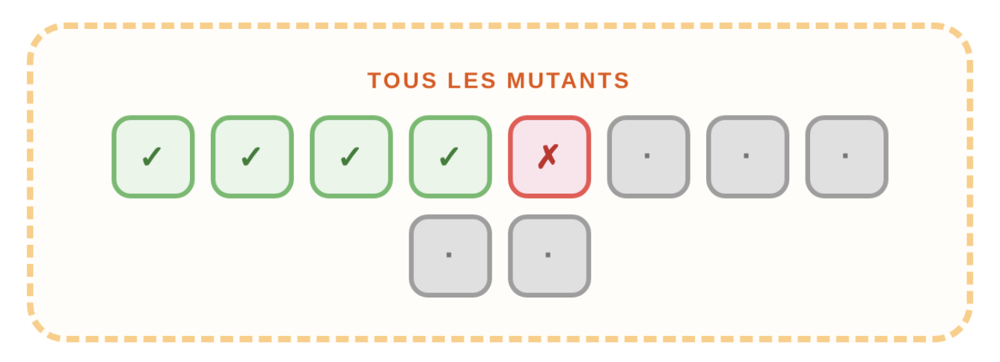 TOUS LES MUTANTS
✓ ✓ ✓ ✓ ✗ · · ·
· ·